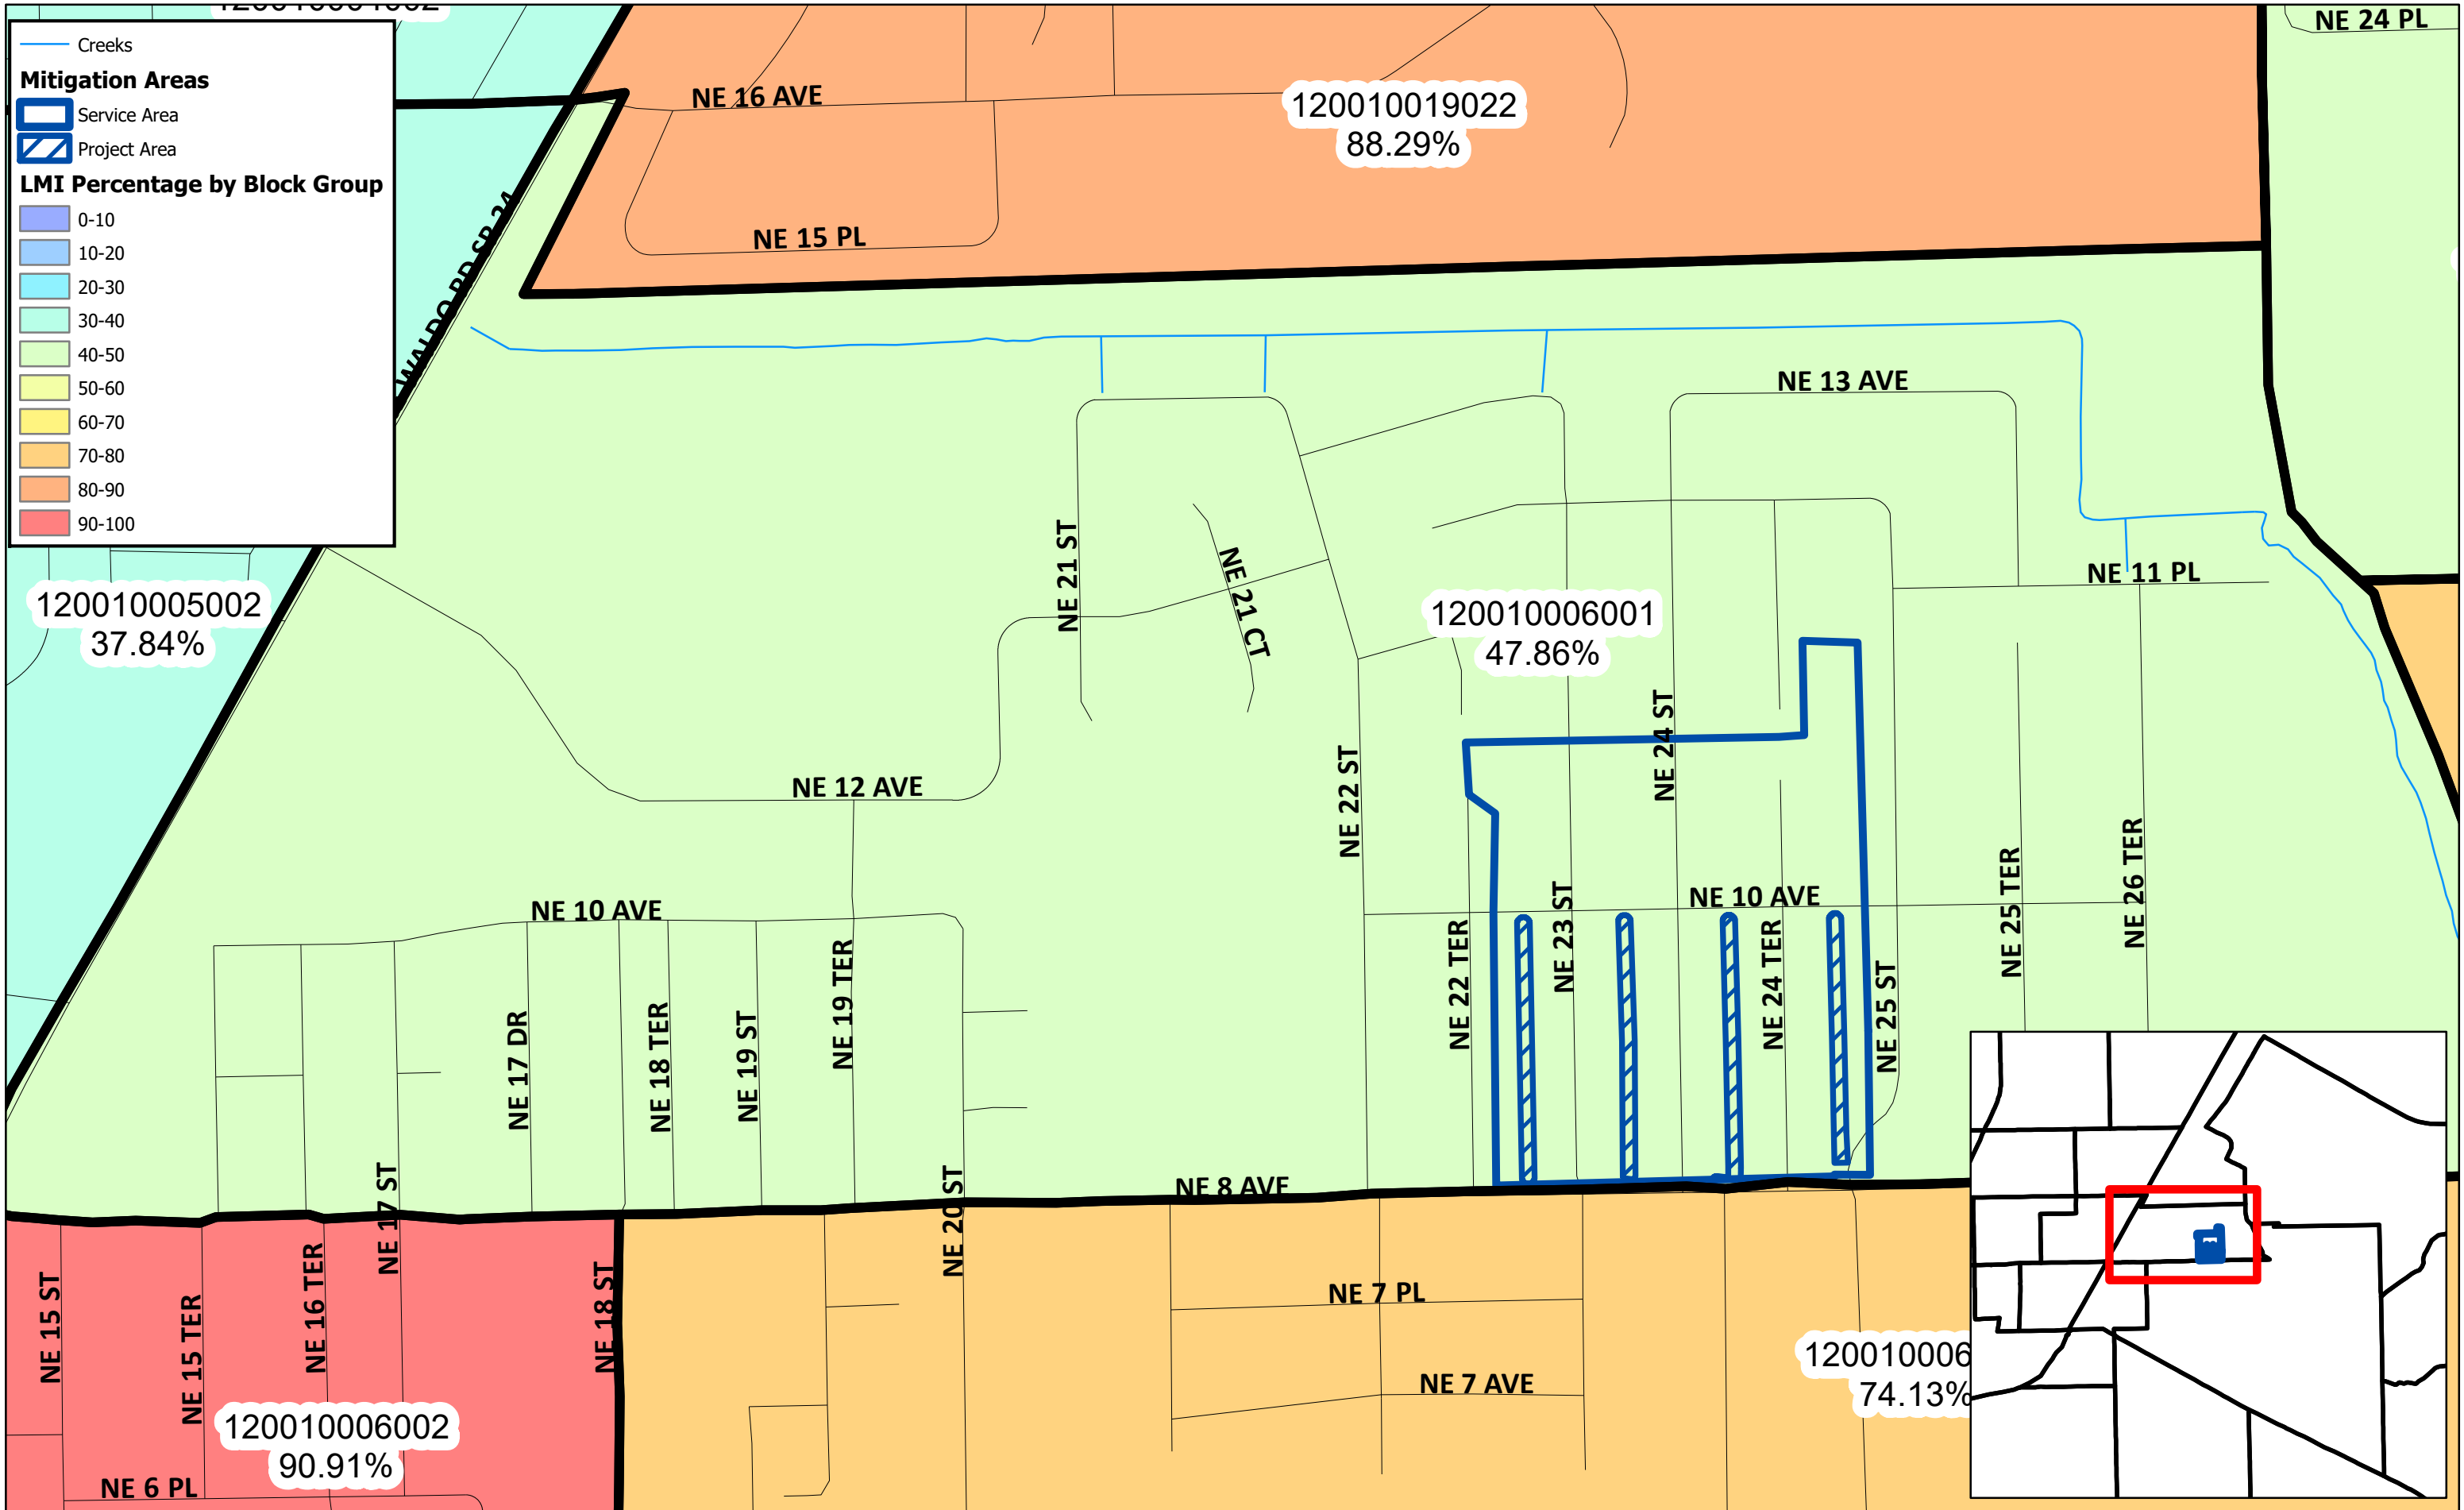 Creeks
Mitigation Areas
Service Area
Project Area
LMI Percentage by Block Group
0-10
10-20
20-30
30-40
40-50
50-60
60-70
70-80
80-90
90-100
NE 24 PL
NE 16 AVE
120010019022
88.29%
NE 15 PL
WALDO RD SR 24
NE 13 AVE
NE 21 ST
NE 21 CT
NE 11 PL
120010005002
37.84%
120010006001
47.86%
NE 24 ST
NE 22 ST
NE 12 AVE
NE 10 AVE
NE 10 AVE
NE 25 TER
NE 26 TER
NE 22 TER
NE 23 ST
NE 24 TER
NE 25 ST
NE 17 DR
NE 18 TER
NE 19 ST
NE 19 TER
NE 17 ST
NE 20 ST
NE 8 AVE
NE 15 ST
NE 15 TER
NE 16 TER
NE 18 ST
NE 7 PL
120010006
74.13%
NE 7 AVE
120010006002
90.91%
NE 6 PL